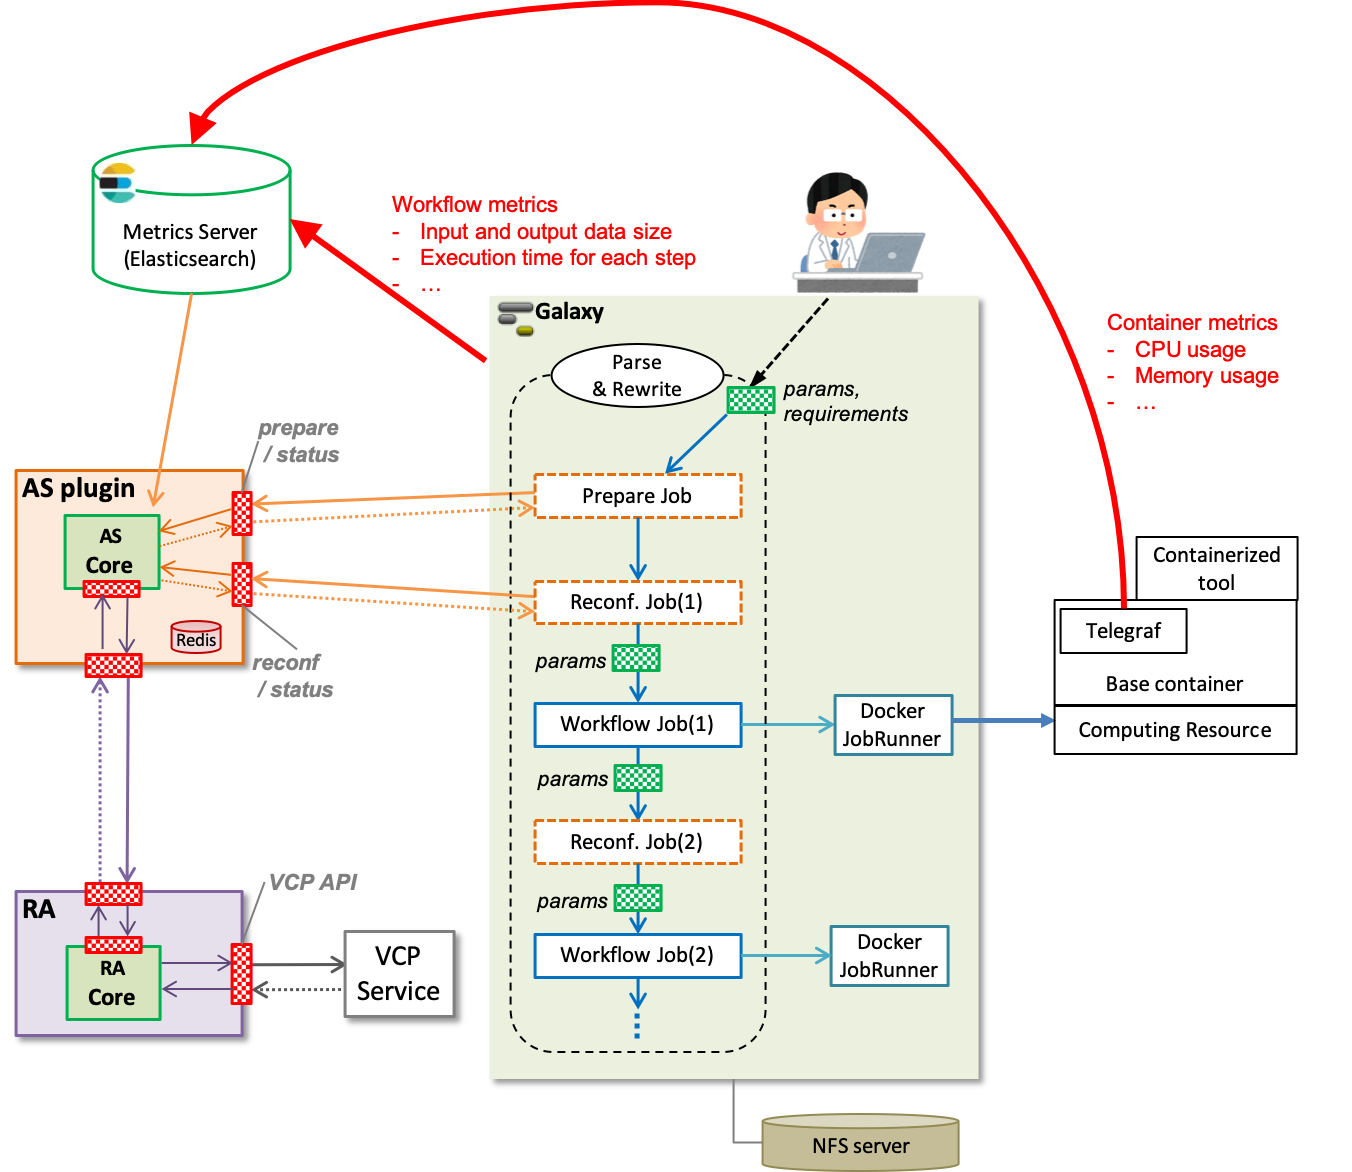 Metrics Server
(Elasticsearch)
Workflow metrics
- Input and output data size
- Execution time for each step
- ...
Container metrics
- CPU usage
- Memory usage
- ...
Galaxy
Parse
& Rewrite
params,
requirements
prepare
/ status
AS plugin
AS
Core
Redis
reconf
/ status
Prepare Job
Reconf. Job(1)
params
Workflow Job(1)
params
Reconf. Job(2)
params
Workflow Job(2)
Docker
JobRunner
Docker
JobRunner
Containerized
tool
Telegraf
Base container
Computing Resource
RA
RA
Core
VCP API
VCP
Service
NFS server